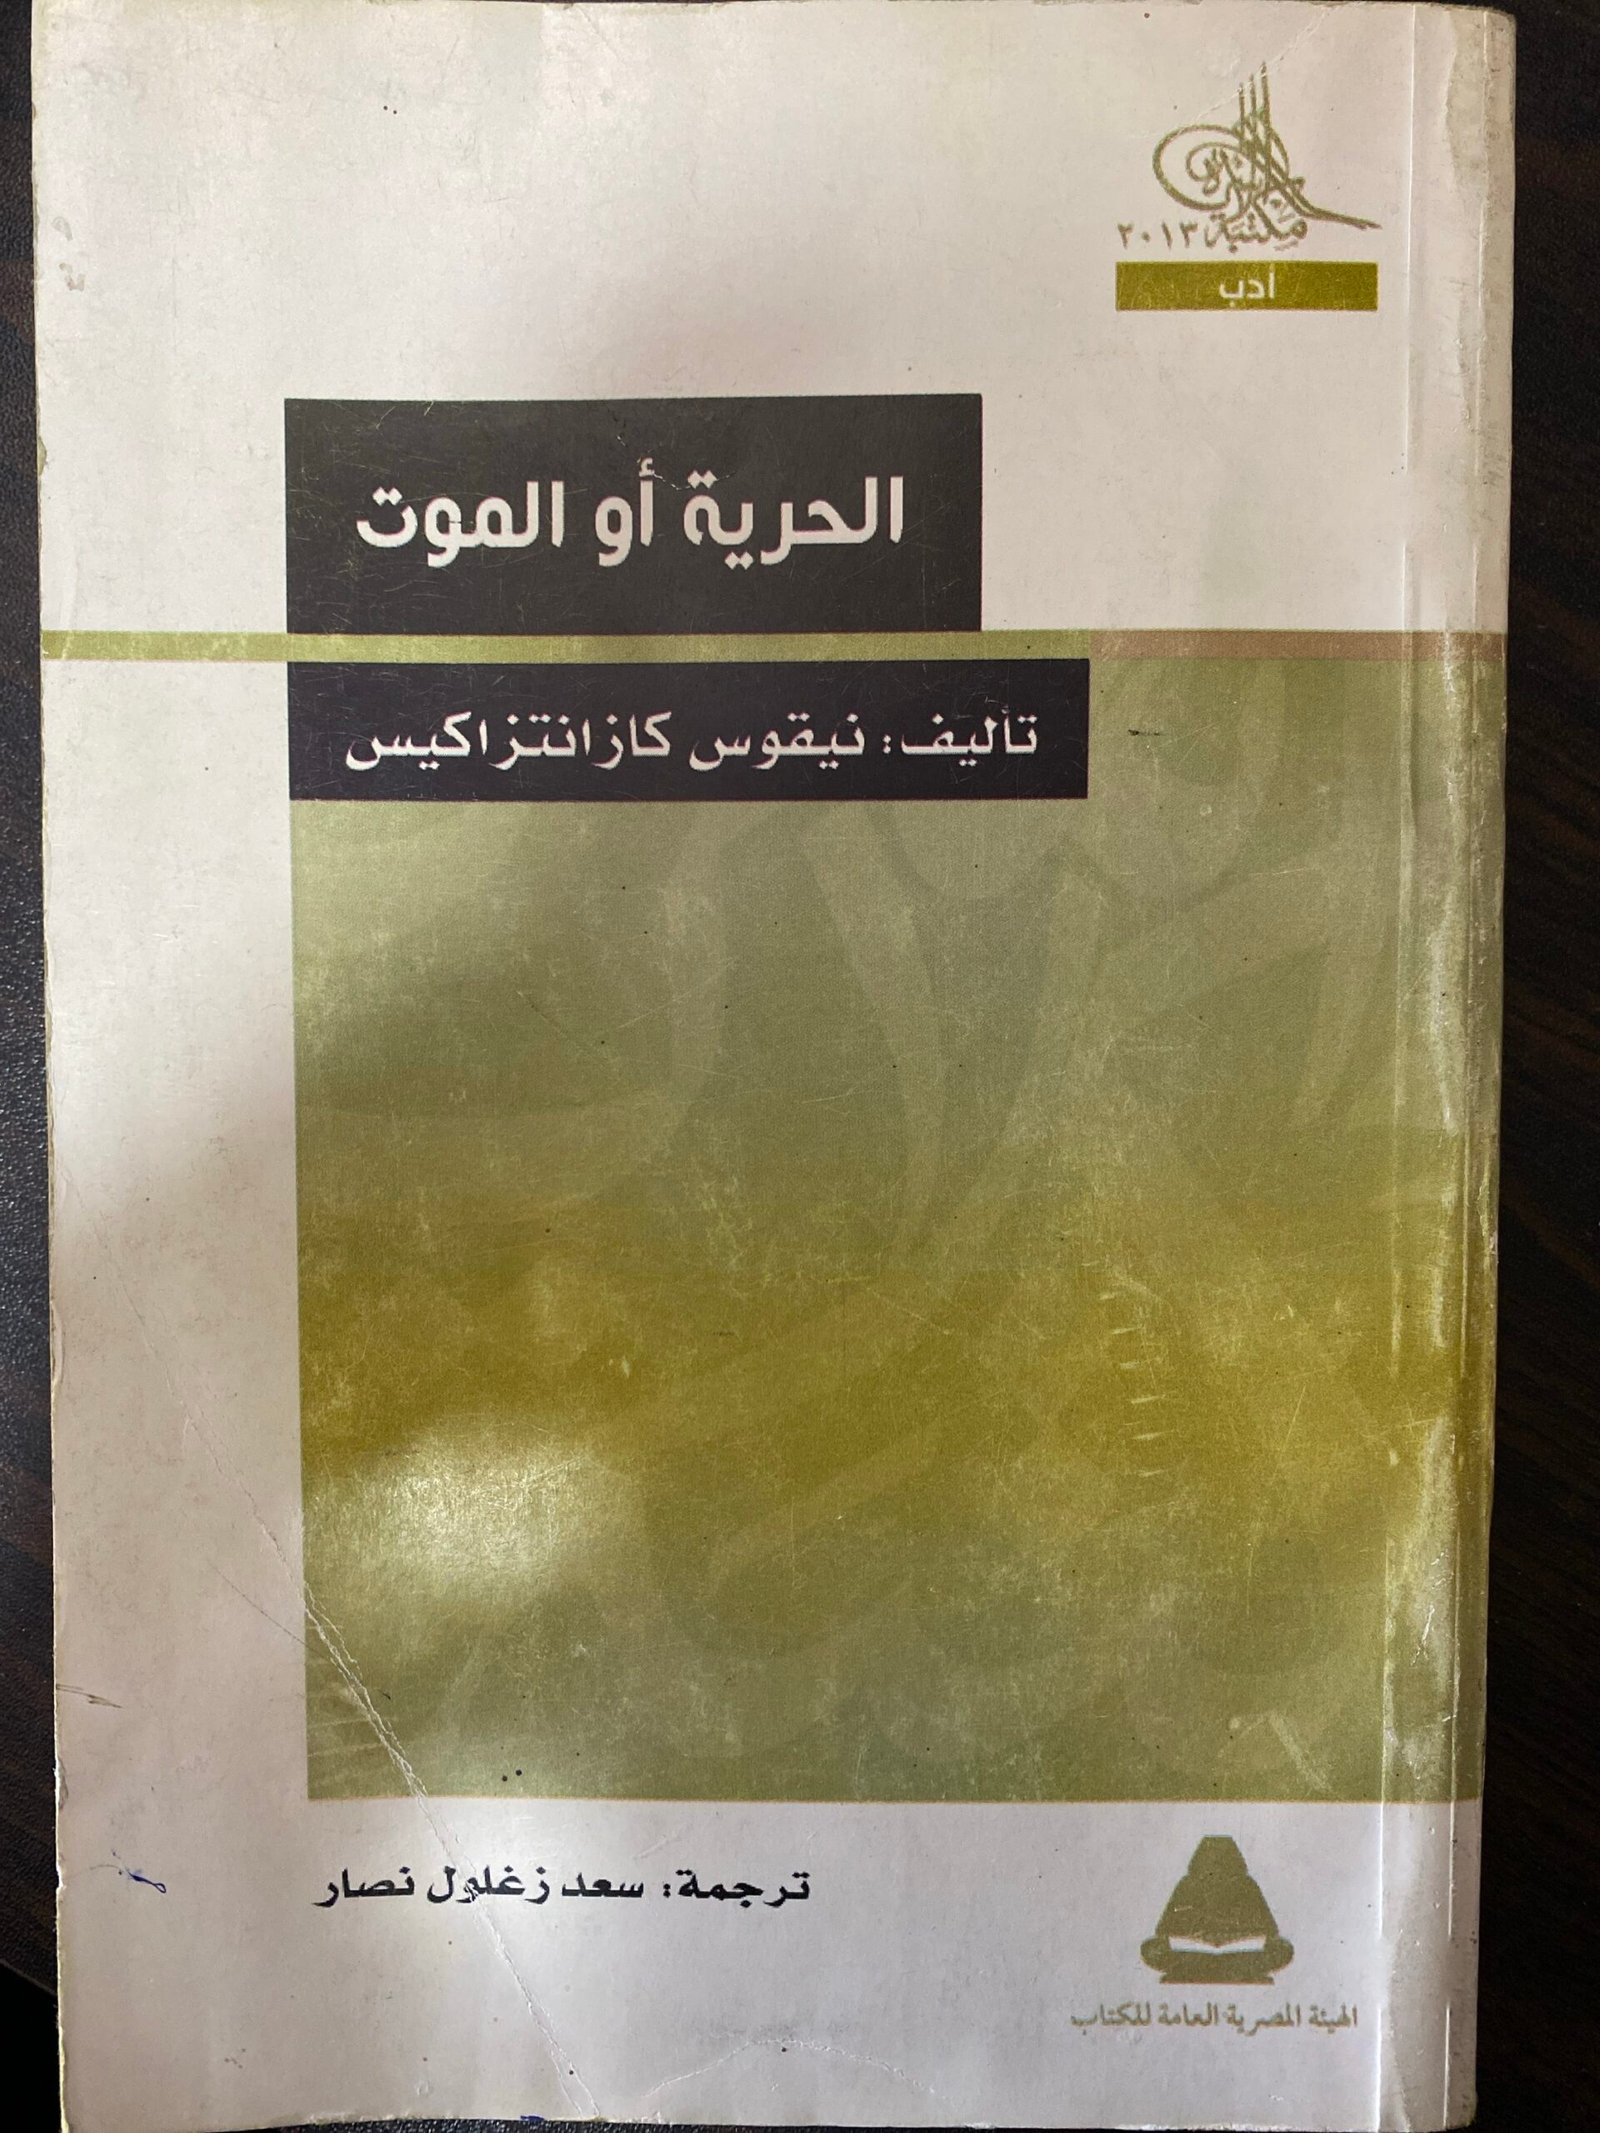 مكتبة الأسرة
٢٠١٣
أدب
الحرية أو الموت
تأليف: نيقوس كازانتزاكيس
ترجمة: سعد زغلول نصار
الهيئة المصرية العامة للكتاب